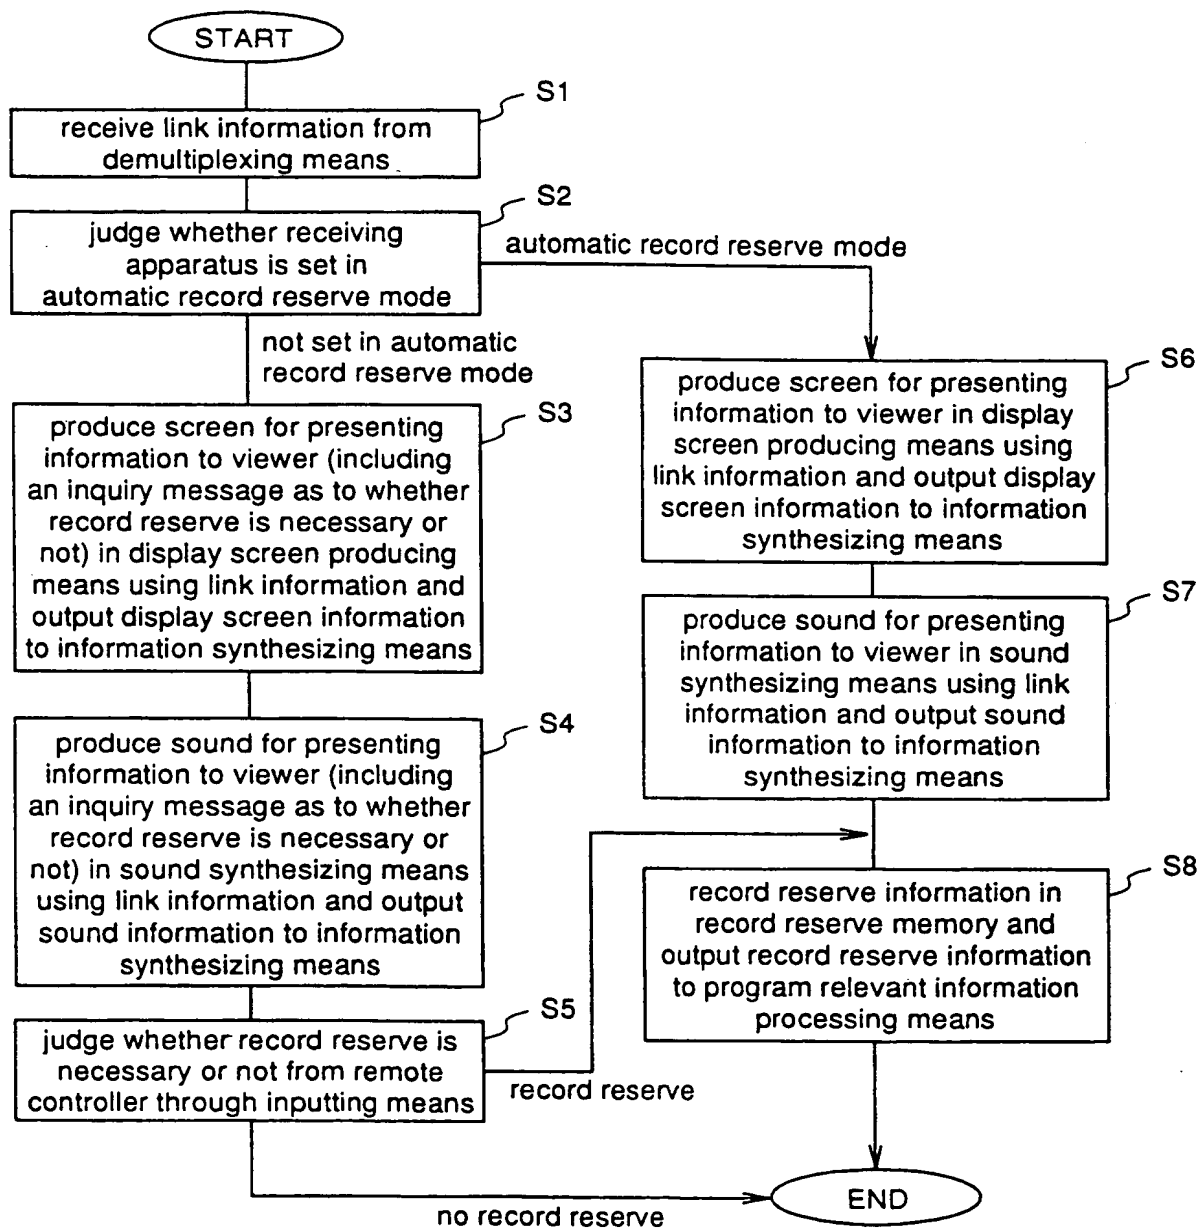 START
S1
receive link information from
demultiplexing means
S2
judge whether receiving
apparatus is set in
automatic record reserve mode
automatic record reserve mode
not set in automatic
record reserve mode
S3
produce screen for presenting
information to viewer (including
an inquiry message as to whether
record reserve is necessary or
not) in display screen producing
means using link information and
output display screen information
to information synthesizing means
S4
produce sound for presenting
information to viewer (including
an inquiry message as to whether
record reserve is necessary or
not) in sound synthesizing means
using link information and output
sound information to information
synthesizing means
S5
judge whether record reserve is
necessary or not from remote
controller through inputting means
record reserve
no record reserve
S6
produce screen for presenting
information to viewer in display
screen producing means using
link information and output display
screen information to information
synthesizing means
S7
produce sound for presenting
information to viewer in sound
synthesizing means using link
information and output sound
information to information
synthesizing means
S8
record reserve information in
record reserve memory and
output record reserve information
to program relevant information
processing means
END